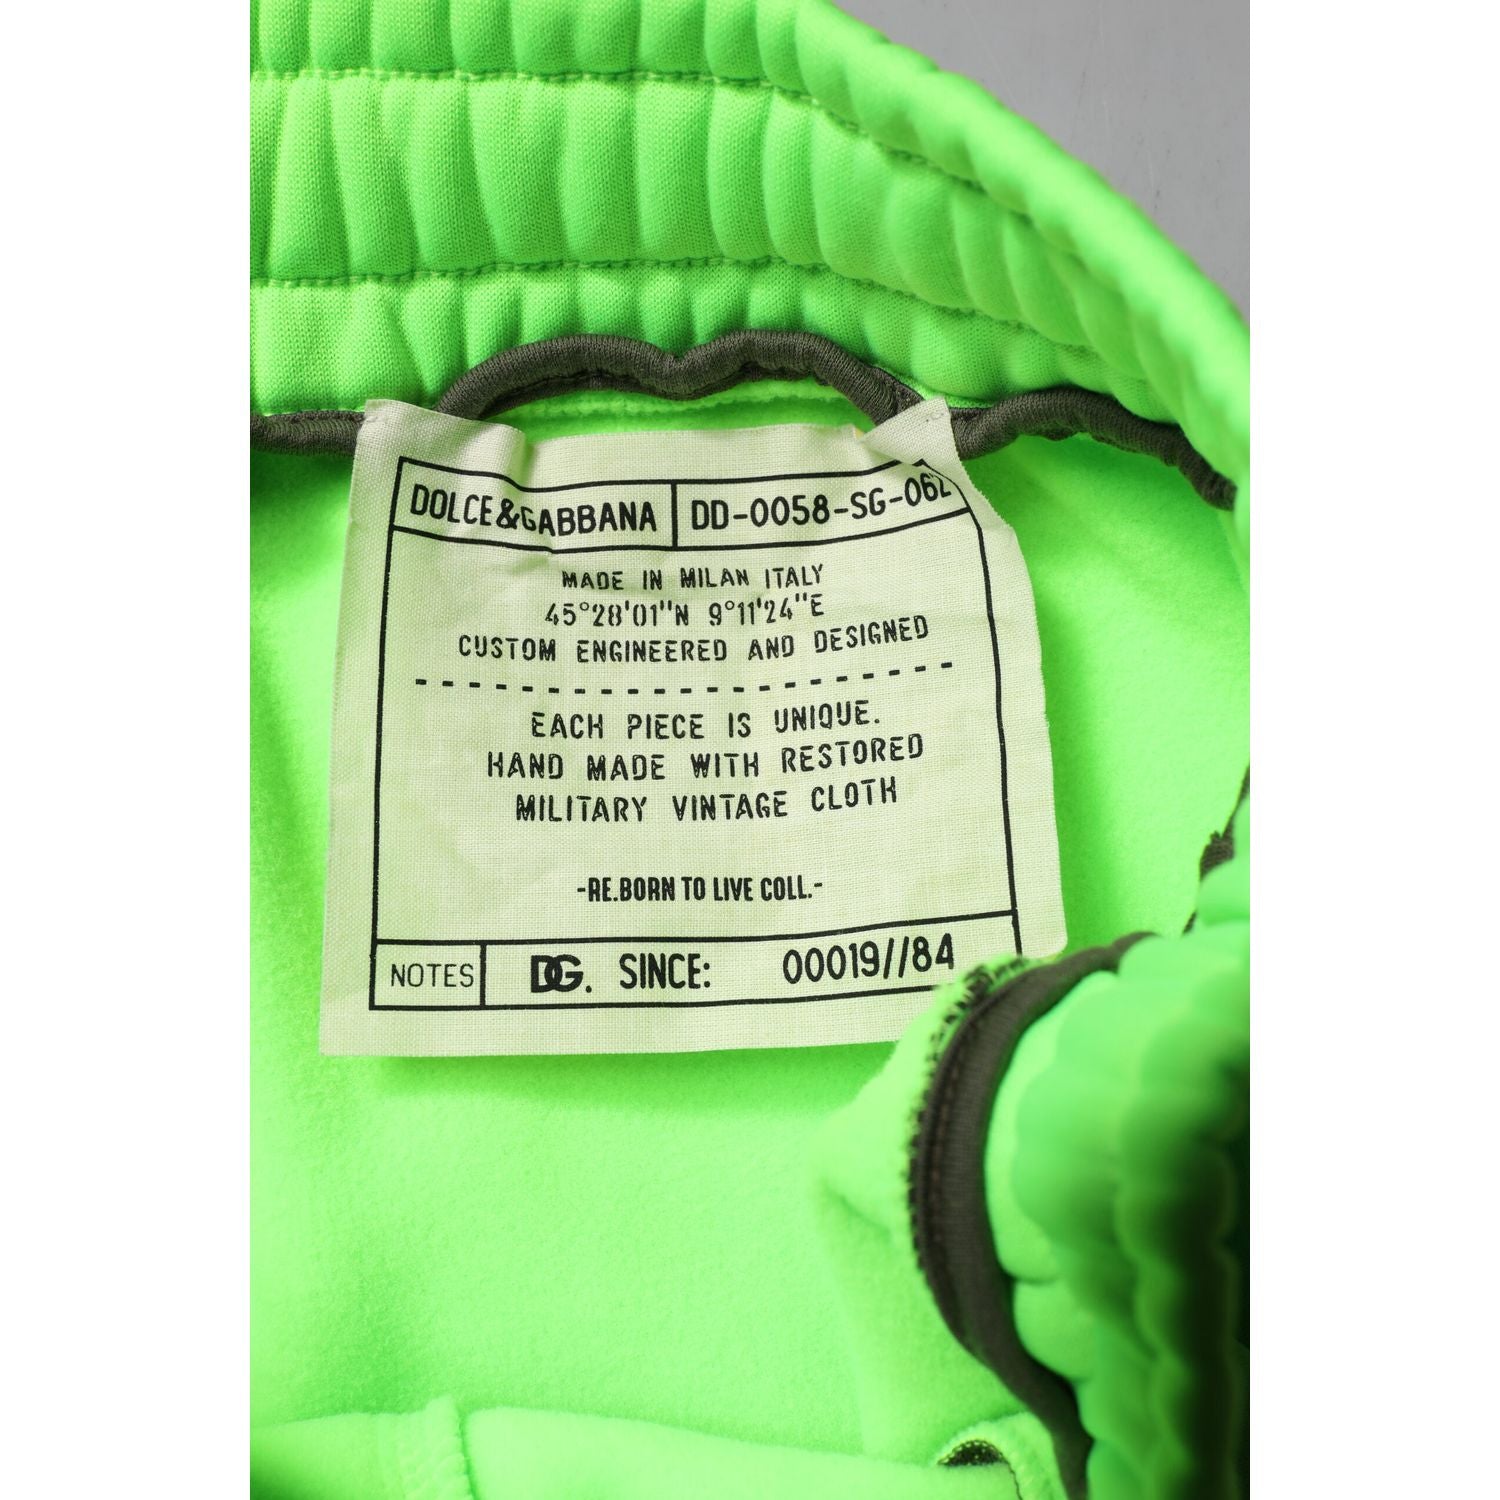 DOLCE&GABBANA DD-0058-SG-062
MADE IN MILAN ITALY
45°28'01"N 9°11'24"E
CUSTOM ENGINEERED AND DESIGNED
EACH PIECE IS UNIQUE.
HAND MADE WITH RESTORED
MILITARY VINTAGE CLOTH
-RE.BORN TO LIVE COLL.-
NOTES DG. SINCE: 00019//84